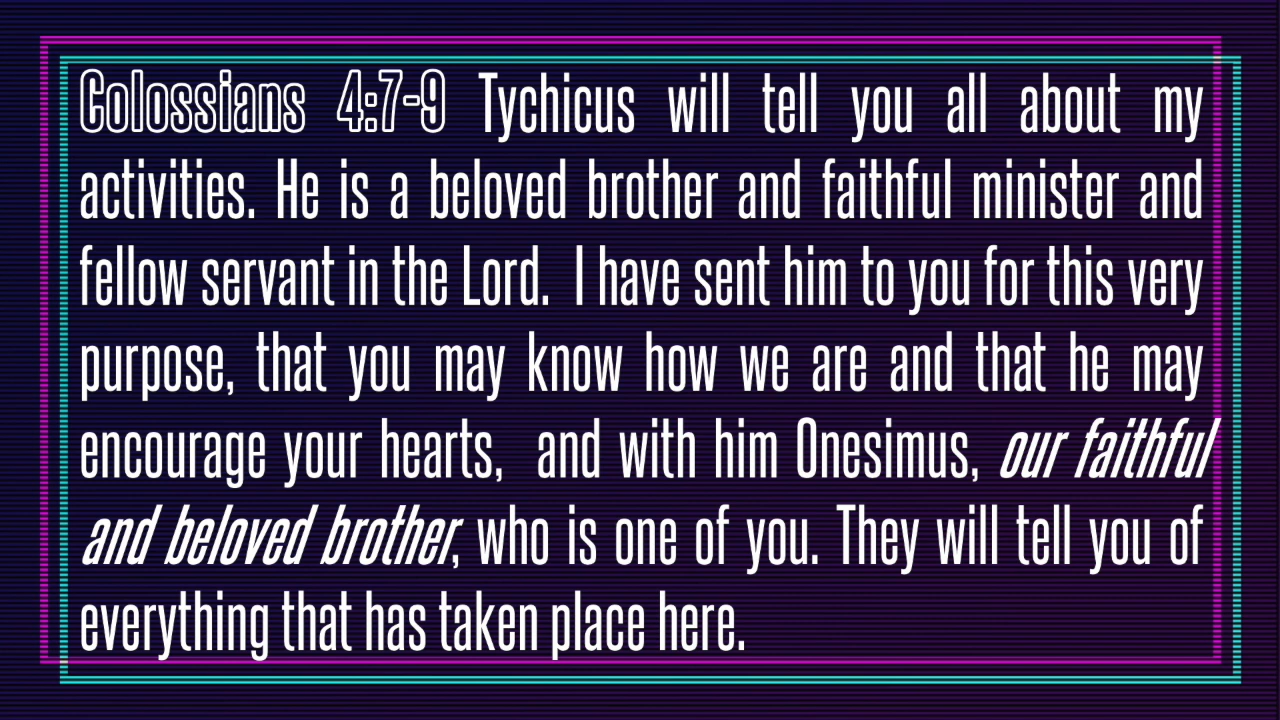 Colossians 4:7-9 Tychicus will tell you all about my
activities. He is a beloved brother and faithful minister and
fellow servant in the Lord. I have sent him to you for this very
purpose, that you may know how we are and that he may
encourage your hearts, and with him Onesimus, our faithful
and beloved brother, who is one of you. They will tell you of
everything that has taken place here.